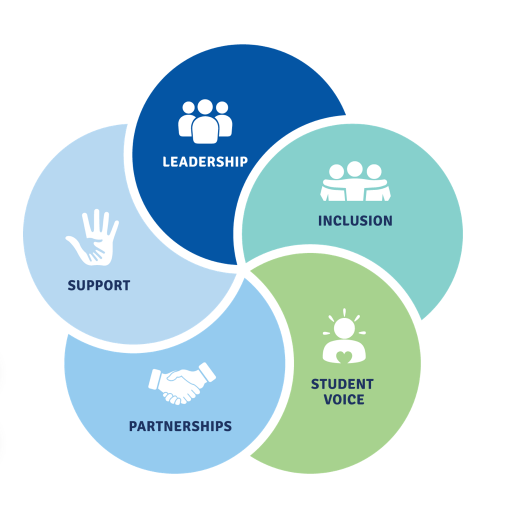 LEADERSHIP
INCLUSION
SUPPORT
STUDENT
VOICE
PARTNERSHIPS